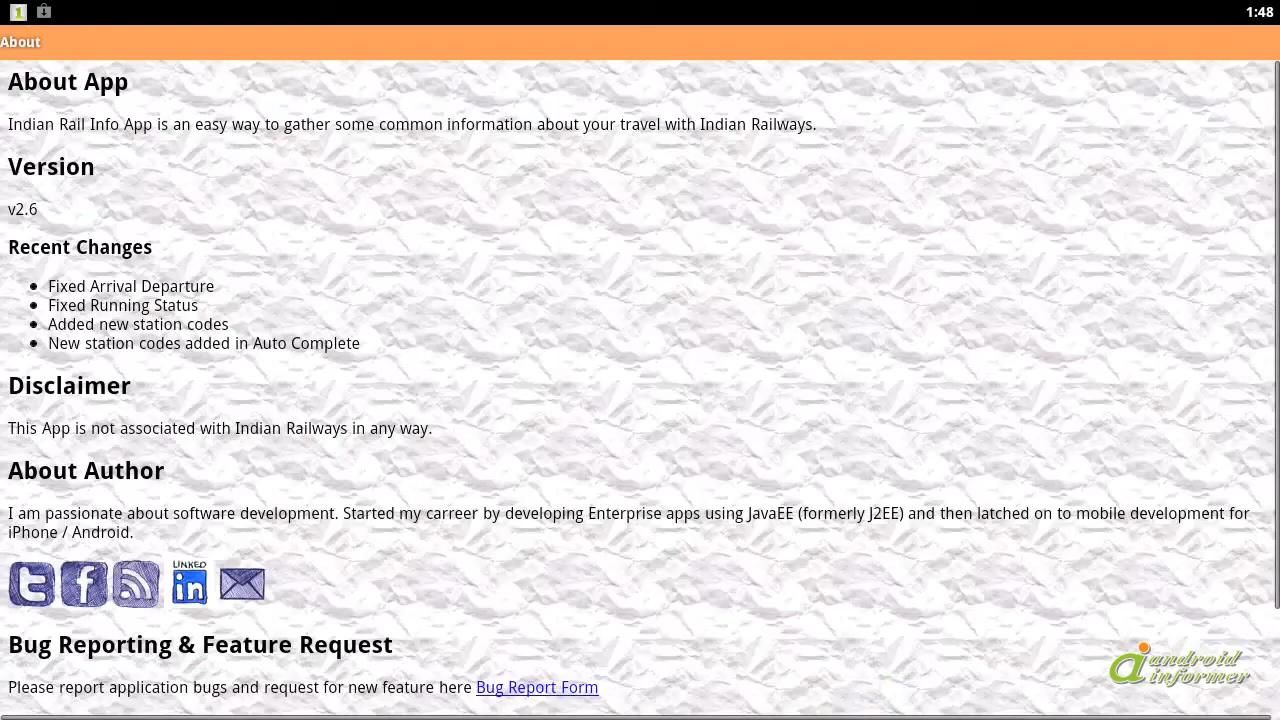 1
1:48
About
About App
Indian Rail Info App is an easy way to gather some common information about your travel with Indian Railways.
Version
v2.6
Recent Changes
Fixed Arrival Departure
Fixed Running Status
Added new station codes
New station codes added in Auto Complete
Disclaimer
This App is not associated with Indian Railways in any way.
About Author
I am passionate about software development. Started my carreer by developing Enterprise apps using JavaEE (formerly J2EE) and then latched on to mobile development for
iPhone / Android.
LINKED
in
Bug Reporting & Feature Request
Please report application bugs and request for new feature here Bug Report Form
android
informer